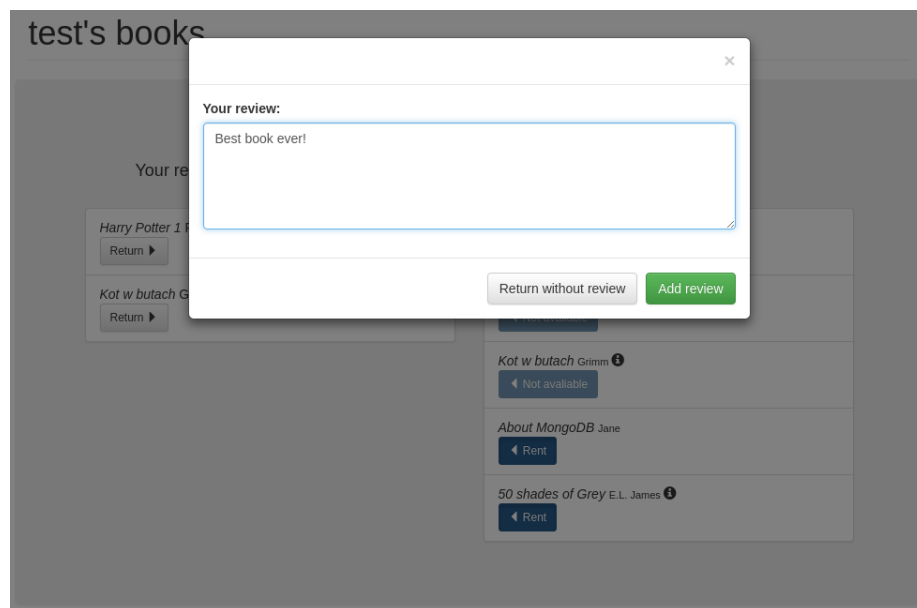 test's books
×
Your review:
Best book ever!
Return without review
Add review
Your re
Harry Potter 1
Return
Kot w butach G
Return
Kot w butach Grimm
Not avaliable
About MongoDB Jane
Rent
50 shades of Grey E.L. James
Rent